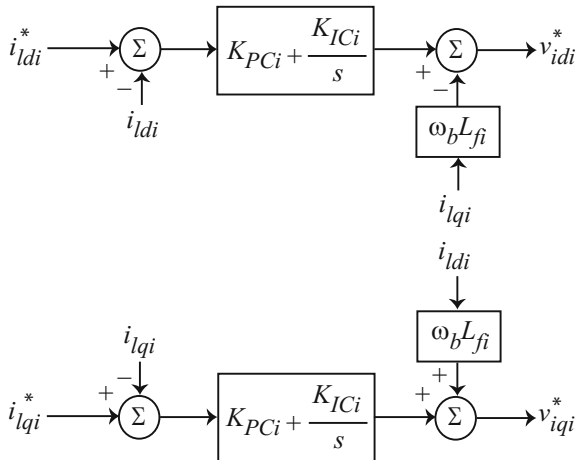 i*ldi + Σ − ildi KPCi + KICi/s + Σ − v*idi
ωbLfi
ilqi
ildi
ilqi ωbLfi
− +
i*lqi + Σ KPCi + KICi/s + Σ v*iqi